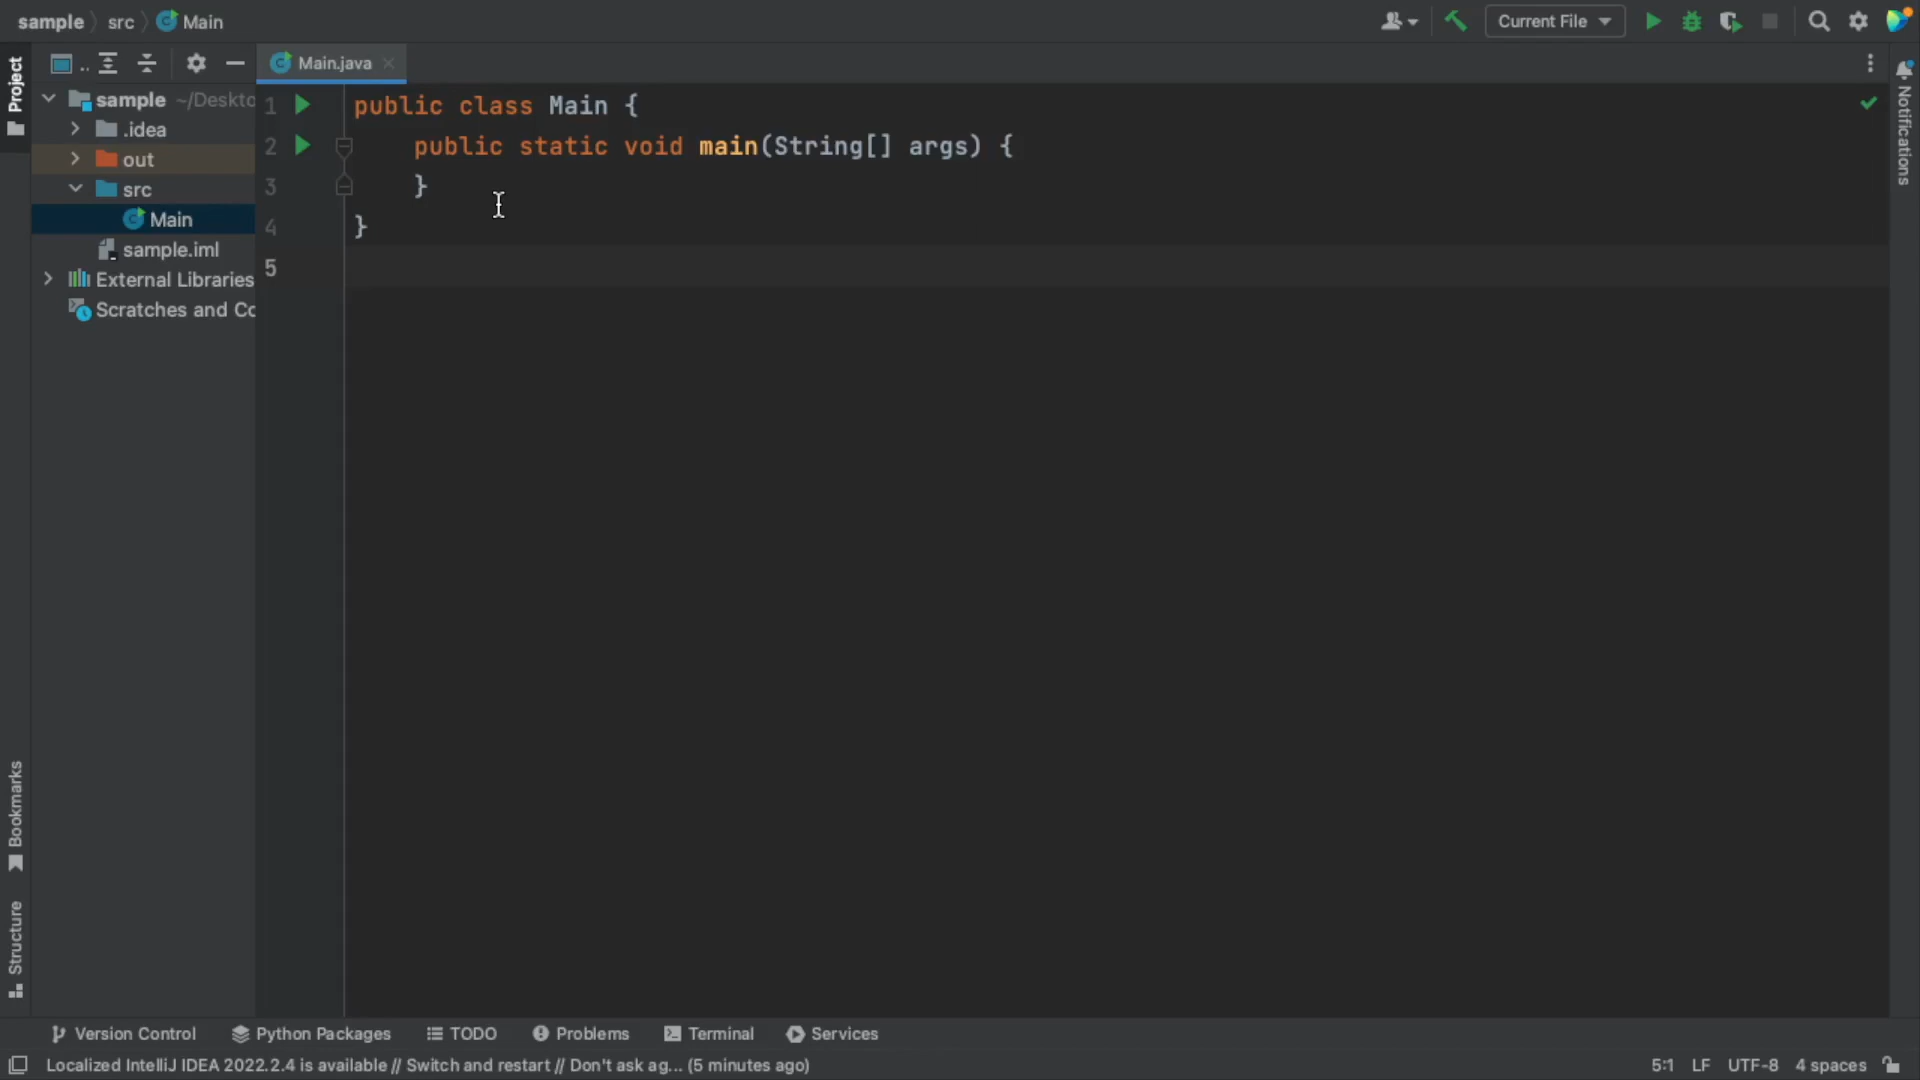 sample src Main
Current File
Project
Main.java
sample ~/Deskto
.idea
out
src
Main
sample.iml
External Libraries
Scratches and Co
1 public class Main {
2 public static void main(String[] args) {
3 }
4 }
5
Notifications
Bookmarks
Structure
Version Control Python Packages TODO Problems Terminal Services
Localized IntelliJ IDEA 2022.2.4 is available // Switch and restart // Don't ask ag... (5 minutes ago) 5:1 LF UTF-8 4 spaces